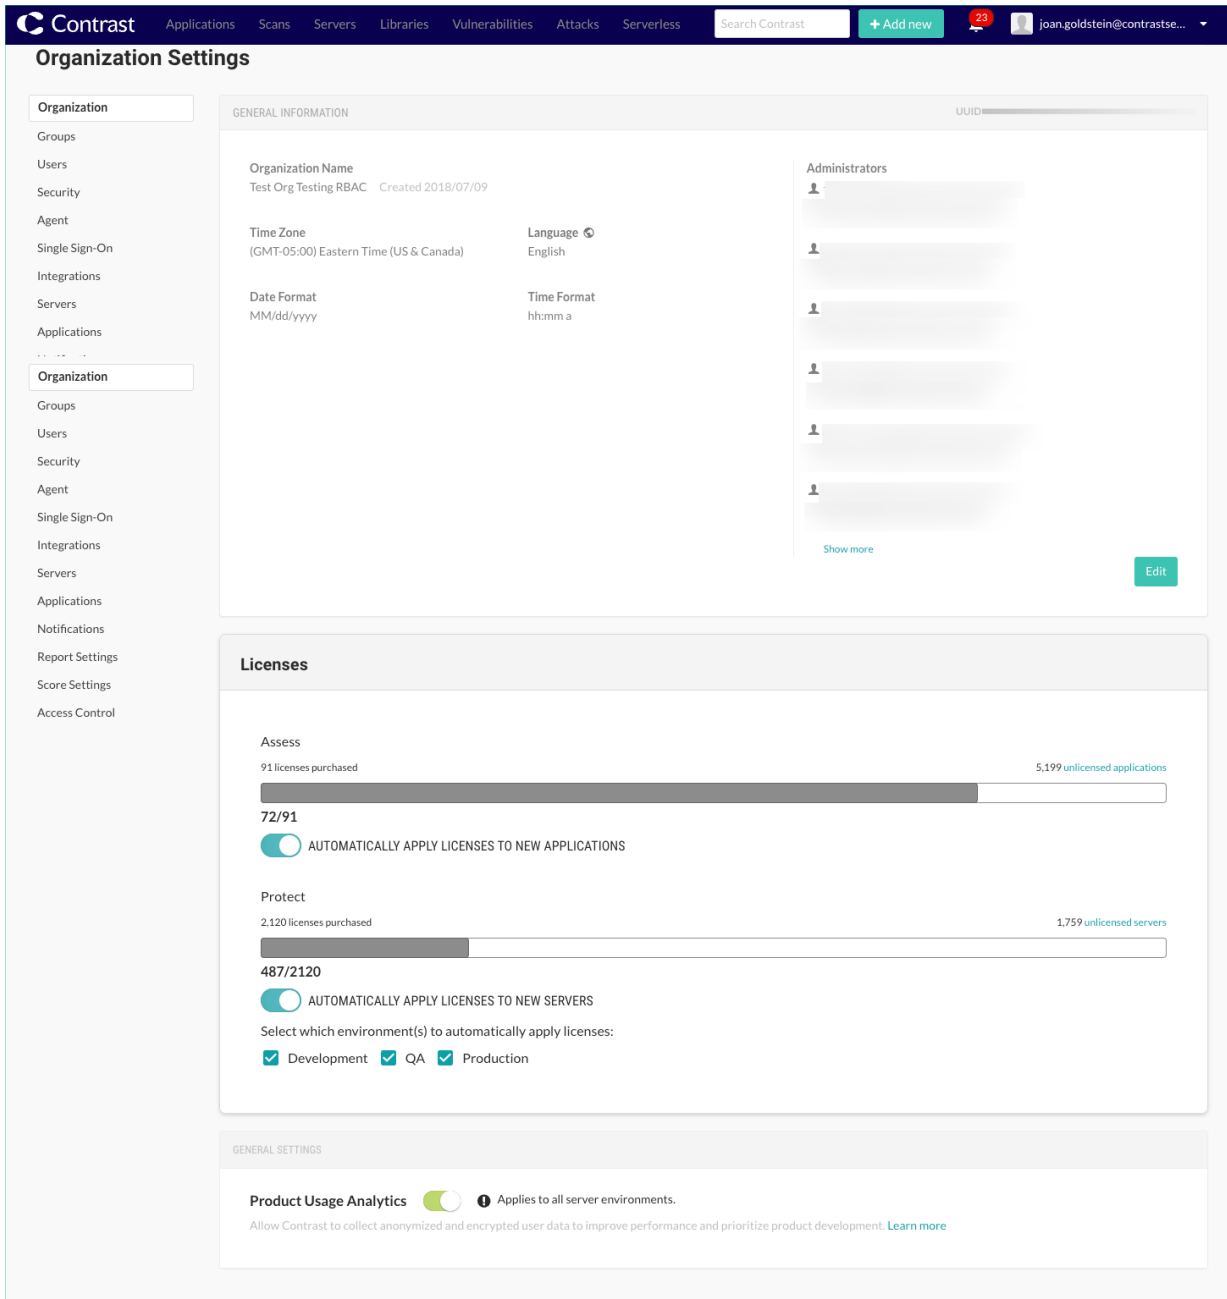 Contrast
Applications Scans Servers Libraries Vulnerabilities Attacks Serverless Search Contrast + Add new 23 joan.goldstein@contrastse...
Organization Settings
Organization
Groups
Users
Security
Agent
Single Sign-On
Integrations
Servers
Applications
Organization
Groups
Users
Security
Agent
Single Sign-On
Integrations
Servers
Applications
Notifications
Report Settings
Score Settings
Access Control
GENERAL INFORMATION UUID
Organization Name
Test Org Testing RBAC Created 2018/07/09
Time Zone
(GMT-05:00) Eastern Time (US & Canada)
Language
English
Date Format
MM/dd/yyyy
Time Format
hh:mm a
Administrators
Show more
Edit
Licenses
Assess
91 licenses purchased 5,199 unlicensed applications
72/91
AUTOMATICALLY APPLY LICENSES TO NEW APPLICATIONS
Protect
2,120 licenses purchased 1,759 unlicensed servers
487/2120
AUTOMATICALLY APPLY LICENSES TO NEW SERVERS
Select which environment(s) to automatically apply licenses:
Development QA Production
GENERAL SETTINGS
Product Usage Analytics Applies to all server environments.
Allow Contrast to collect anonymized and encrypted user data to improve performance and prioritize product development. Learn more